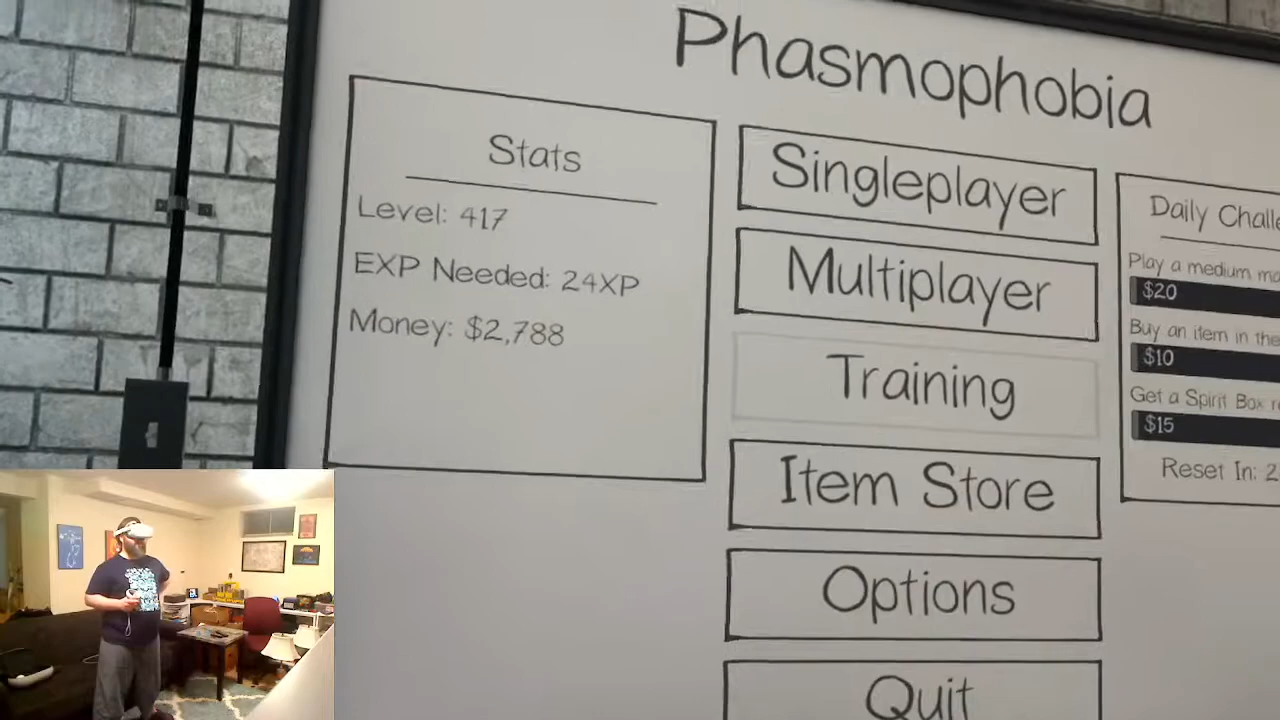 Phasmophobia
Stats
Level: 417
EXP Needed: 24XP
Money: $2,788
Singleplayer
Multiplayer
Training
Item Store
Options
Quit
Daily
Play a medium
$20
Buy an item in the
$10
Get a Spirit Box
$15
Reset In: 2